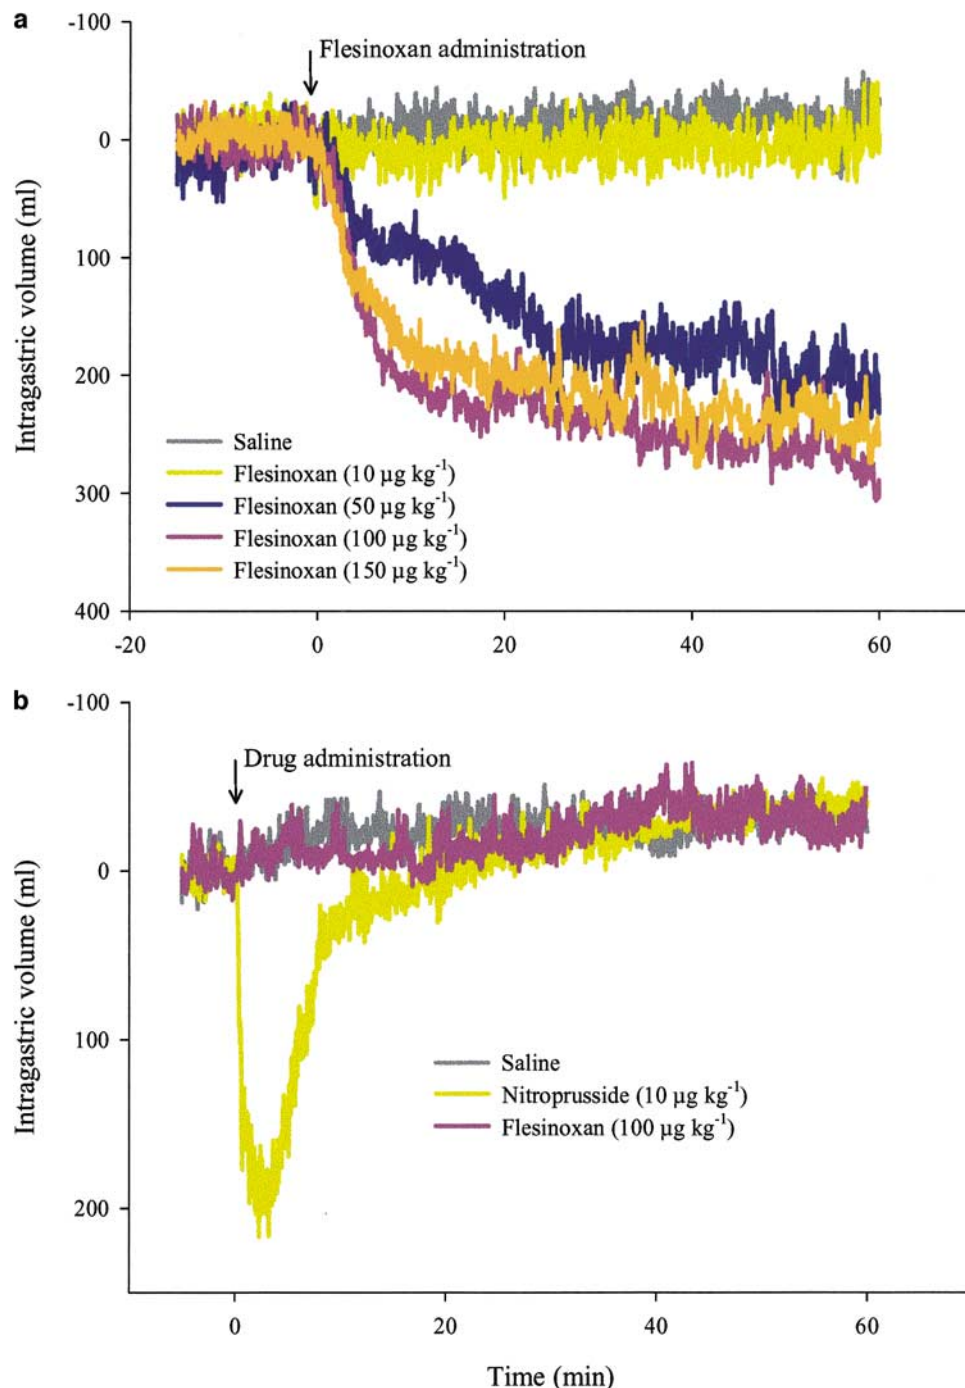 a
-100
Flesinoxan administration
0
100
200
300
400
Intragastric volume (ml)
Saline
Flesinoxan (10 µg kg⁻¹)
Flesinoxan (50 µg kg⁻¹)
Flesinoxan (100 µg kg⁻¹)
Flesinoxan (150 µg kg⁻¹)
-20 0 20 40 60
b
-100
Drug administration
0
100
200
Intragastric volume (ml)
Saline
Nitroprusside (10 µg kg⁻¹)
Flesinoxan (100 µg kg⁻¹)
0 20 40 60
Time (min)